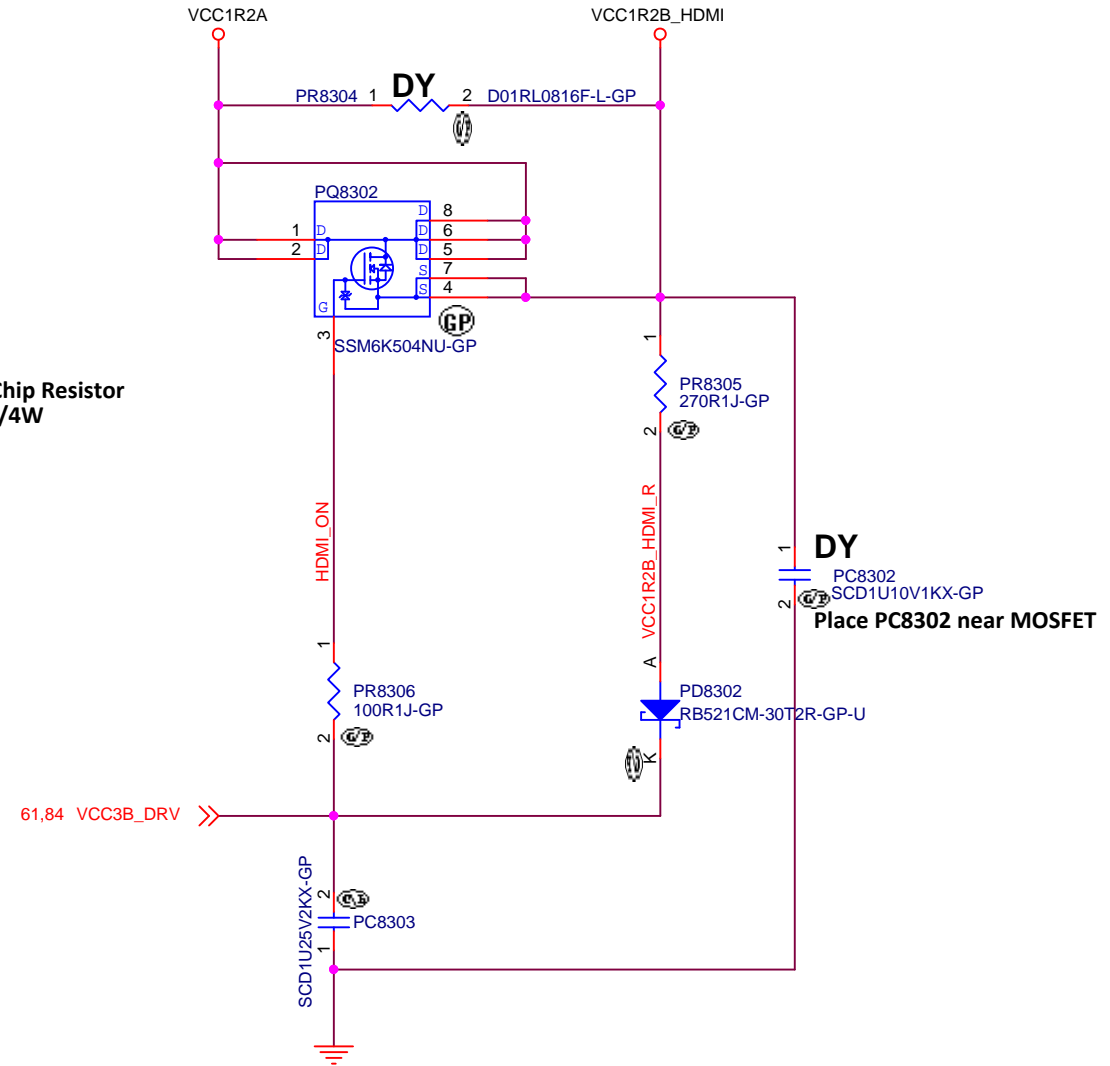 VCC1R2A
VCC1R2B_HDMI
PR8304 1 DY 2 D01RL0816F-L-GP
G/P
PQ8302
D 8
1 D D 6
2 D D 5
S 7
S 4
G
GP
3
SSM6K504NU-GP
Chip Resistor
/4W
1
PR8305
270R1J-GP
2 G/P
HDMI_ON
VCC1R2B_HDMI_R
1
DY
PC8302
2 G/P SCD1U10V1KX-GP
Place PC8302 near MOSFET
1
PR8306
100R1J-GP
2 G/P
A
PD8302
RB521CM-30T2R-GP-U
K
61,84 VCC3B_DRV
SCD1U25V2KX-GP
2
PC8303
1